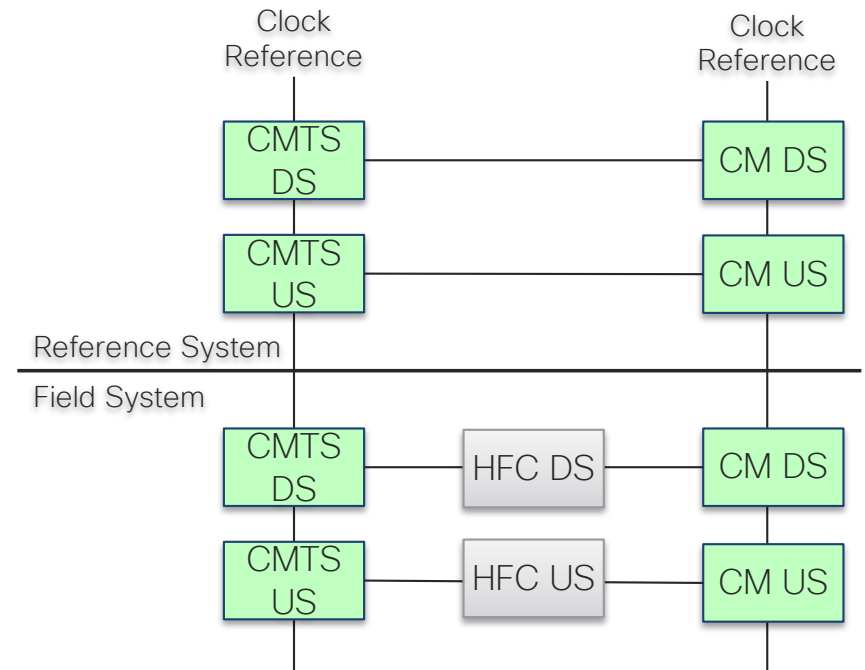 Clock
Reference
Clock
Reference
CMTS
DS
CM DS
CMTS
US
CM US
Reference System
Field System
CMTS
DS
HFC DS
CM DS
CMTS
US
HFC US
CM US